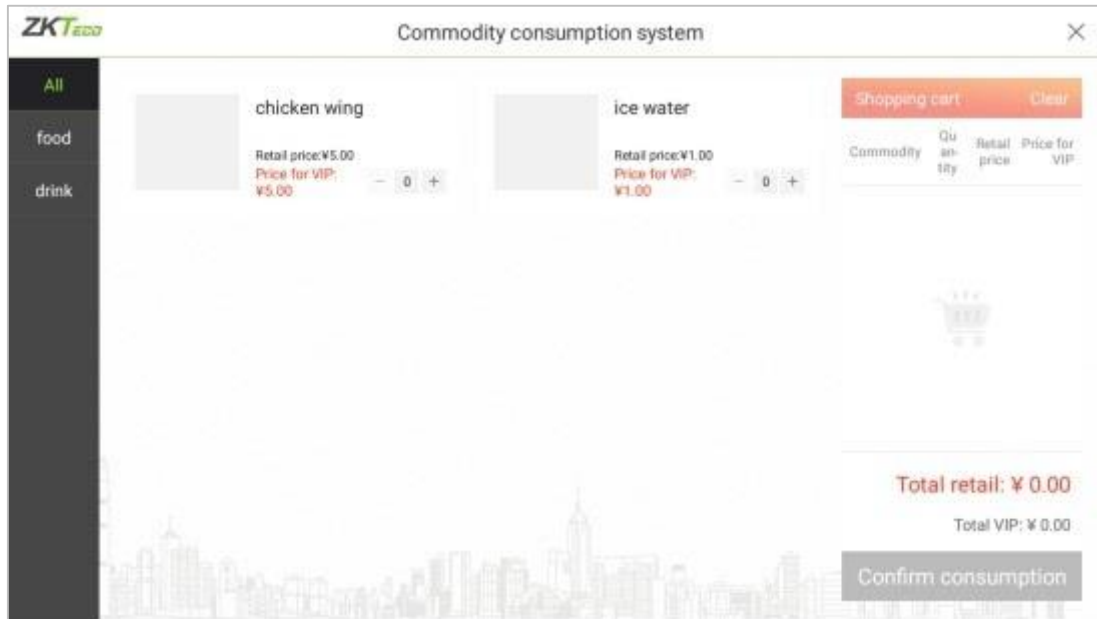 ZKTeco
Commodity consumption system
All
food
drink
chicken wing
Retail price:¥5.00
Price for VIP:
¥5.00
− 0 +
ice water
Retail price:¥1.00
Price for VIP:
¥1.00
− 0 +
Shopping cart Clear
Commodity Qu an- tity Retail price Price for VIP
Total retail: ¥ 0.00
Total VIP: ¥ 0.00
Confirm consumption